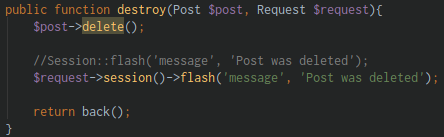 public function destroy(Post $post, Request $request){
    $post->delete();

    //Session::flash('message', 'Post was deleted');
    $request->session()->flash('message', 'Post was deleted');

    return back();
}